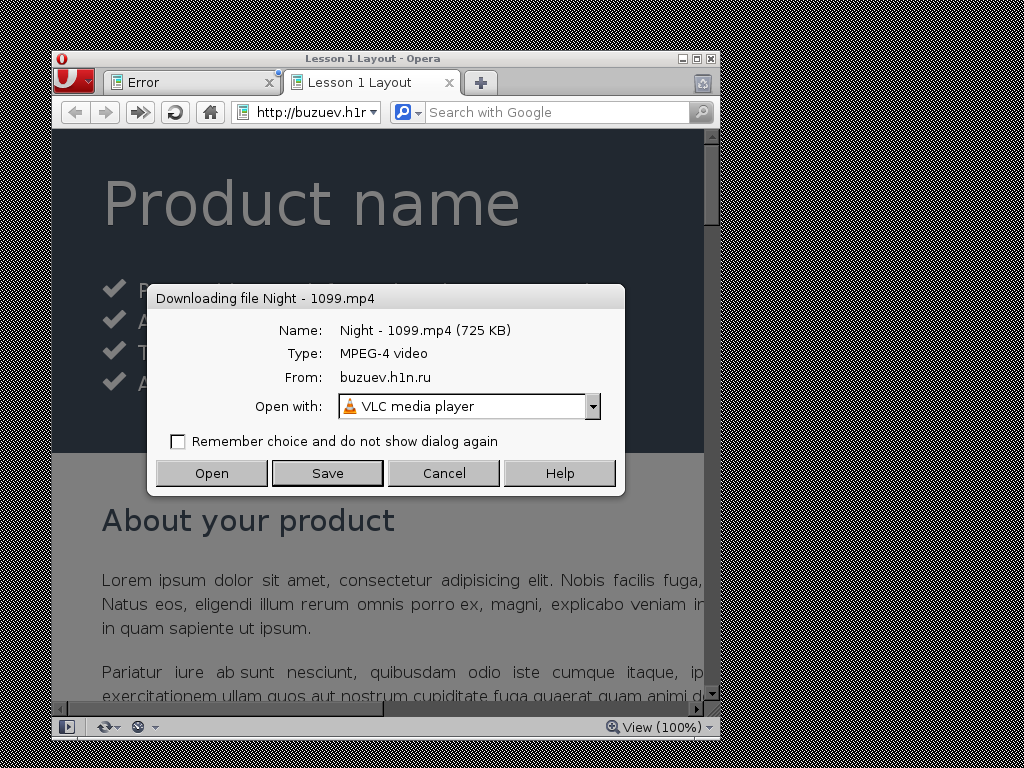 Lesson 1 Layout - Opera
Error
Lesson 1 Layout
http://buzuev.h1r
Search with Google
Product name
Downloading file Night - 1099.mp4
Name: Night - 1099.mp4 (725 KB)
Type: MPEG-4 video
From: buzuev.h1n.ru
Open with: VLC media player
Remember choice and do not show dialog again
Open Save Cancel Help
About your product
Lorem ipsum dolor sit amet, consectetur adipisicing elit. Nobis facilis fuga,
Natus eos, eligendi illum rerum omnis porro ex, magni, explicabo veniam in
in quam sapiente ut ipsum.
Pariatur iure ab sunt nesciunt, quibusdam odio iste cumque itaque, ip
exercitationem ullam quos aut nostrum cupiditate fuga quaerat quam animi d
View (100%)